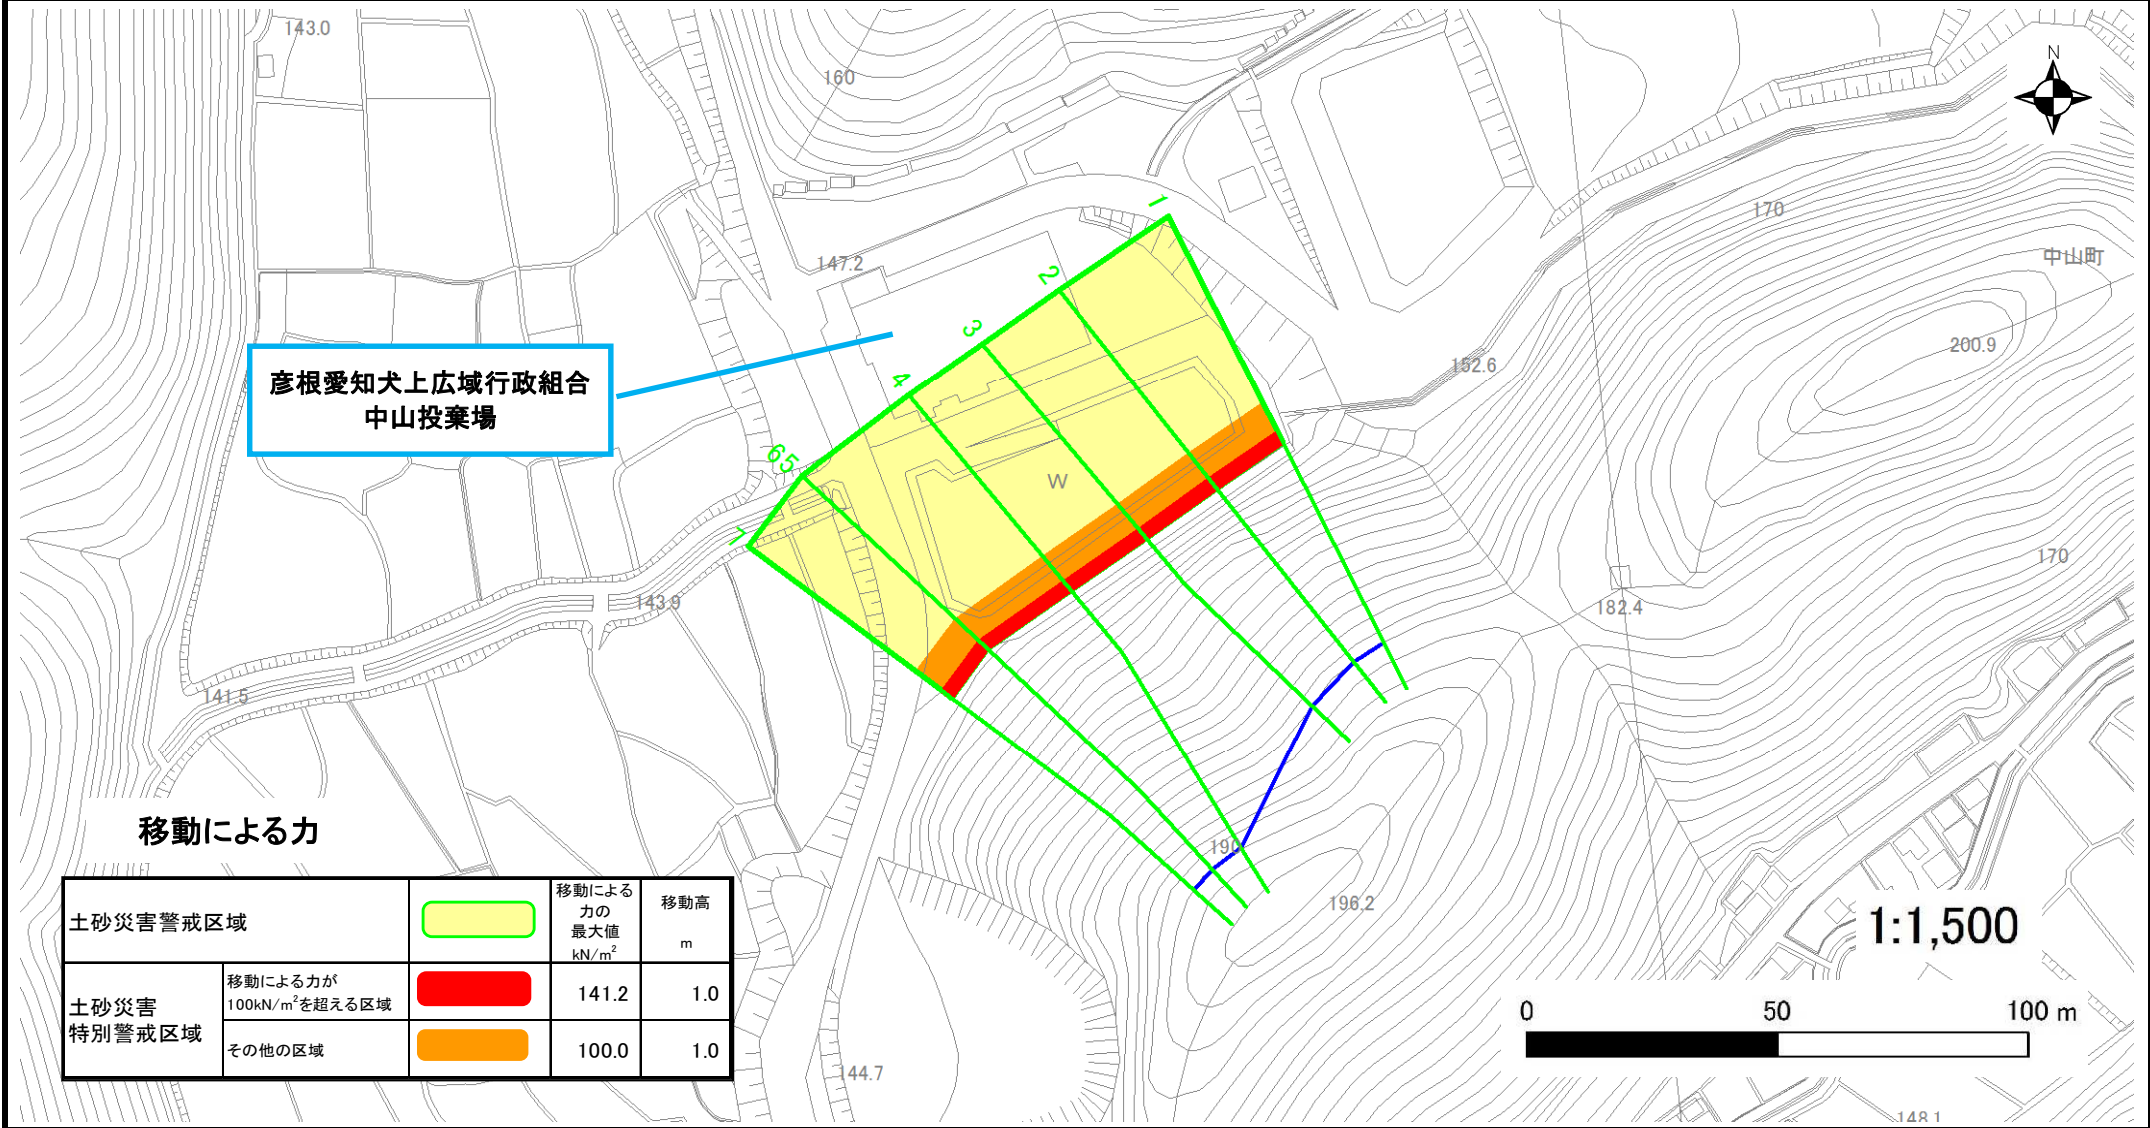 143.0
160
N
170
中山町
147.2
1
2
3
4
65
7
200.9
152.6
彦根愛知犬上広域行政組合
中山投棄場
W
170
143.9
182.4
141.5
190
196.2
144.7
148.1
移動による力
土砂災害警戒区域
移動による
力の
最大値
kN/m²
移動高
m
土砂災害
特別警戒区域
移動による力が
100kN/m²を超える区域
141.2
1.0
その他の区域
100.0
1.0
1:1,500
0 50 100 m